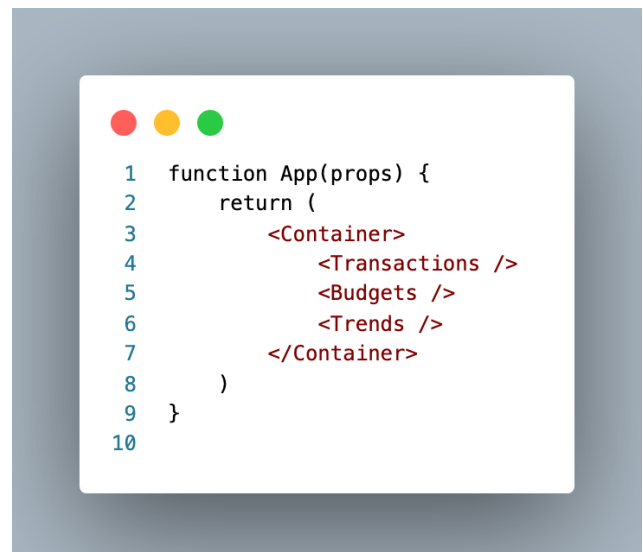 1 function App(props) {
2     return (
3         <Container>
4             <Transactions />
5             <Budgets />
6             <Trends />
7         </Container>
8     )
9 }
10